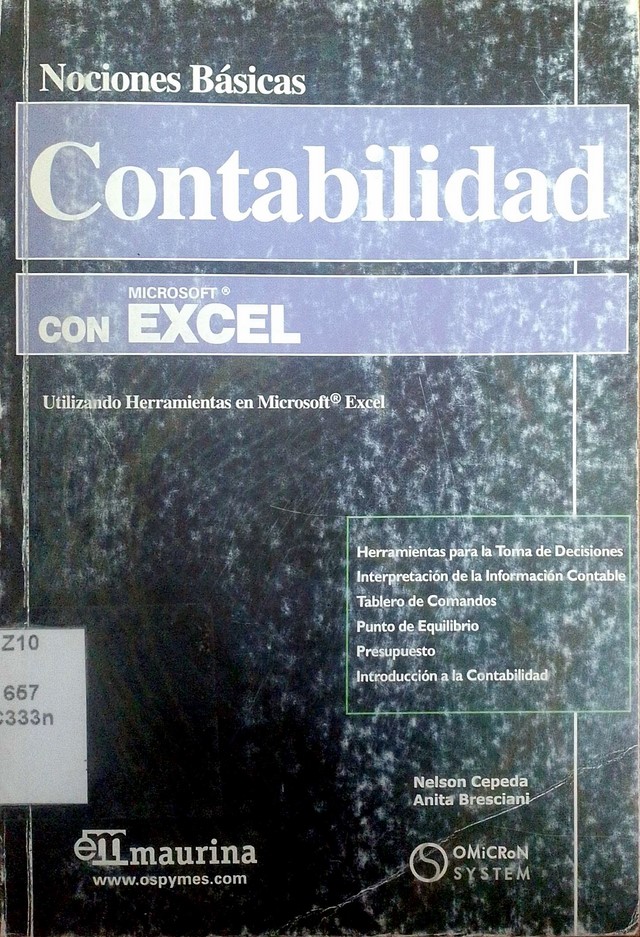 Nociones Básicas
Contabilidad
MICROSOFT ®
CON EXCEL
Utilizando Herramientas en Microsoft® Excel
Herramientas para la Toma de Decisiones
Interpretación de la Información Contable
Tablero de Comandos
Punto de Equilibrio
Presupuesto
Introducción a la Contabilidad
Z10
657
C333n
Nelson Cepeda
Anita Bresciani
em maurina
www.ospymes.com
OMiCRoN
SYSTEM